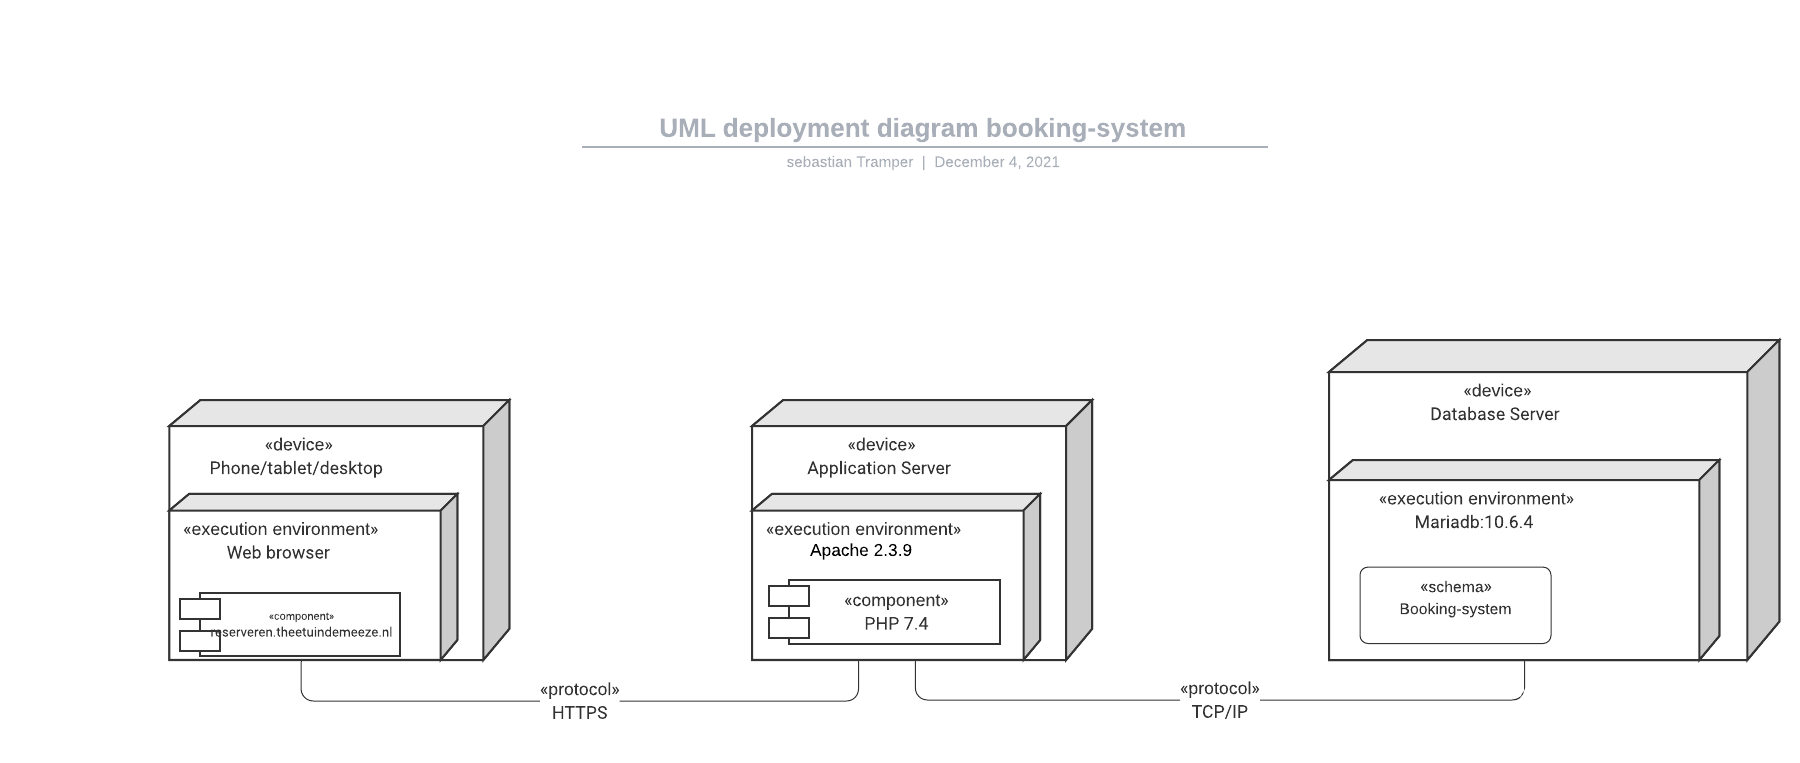 UML deployment diagram booking-system
sebastian Tramper | December 4, 2021
«device»
Phone/tablet/desktop
«execution environment»
Web browser
«component»
reserveren.theetuindemeeze.nl
«device»
Application Server
«execution environment»
Apache 2.3.9
«component»
PHP 7.4
«device»
Database Server
«execution environment»
Mariadb:10.6.4
«schema»
Booking-system
«protocol»
HTTPS
«protocol»
TCP/IP